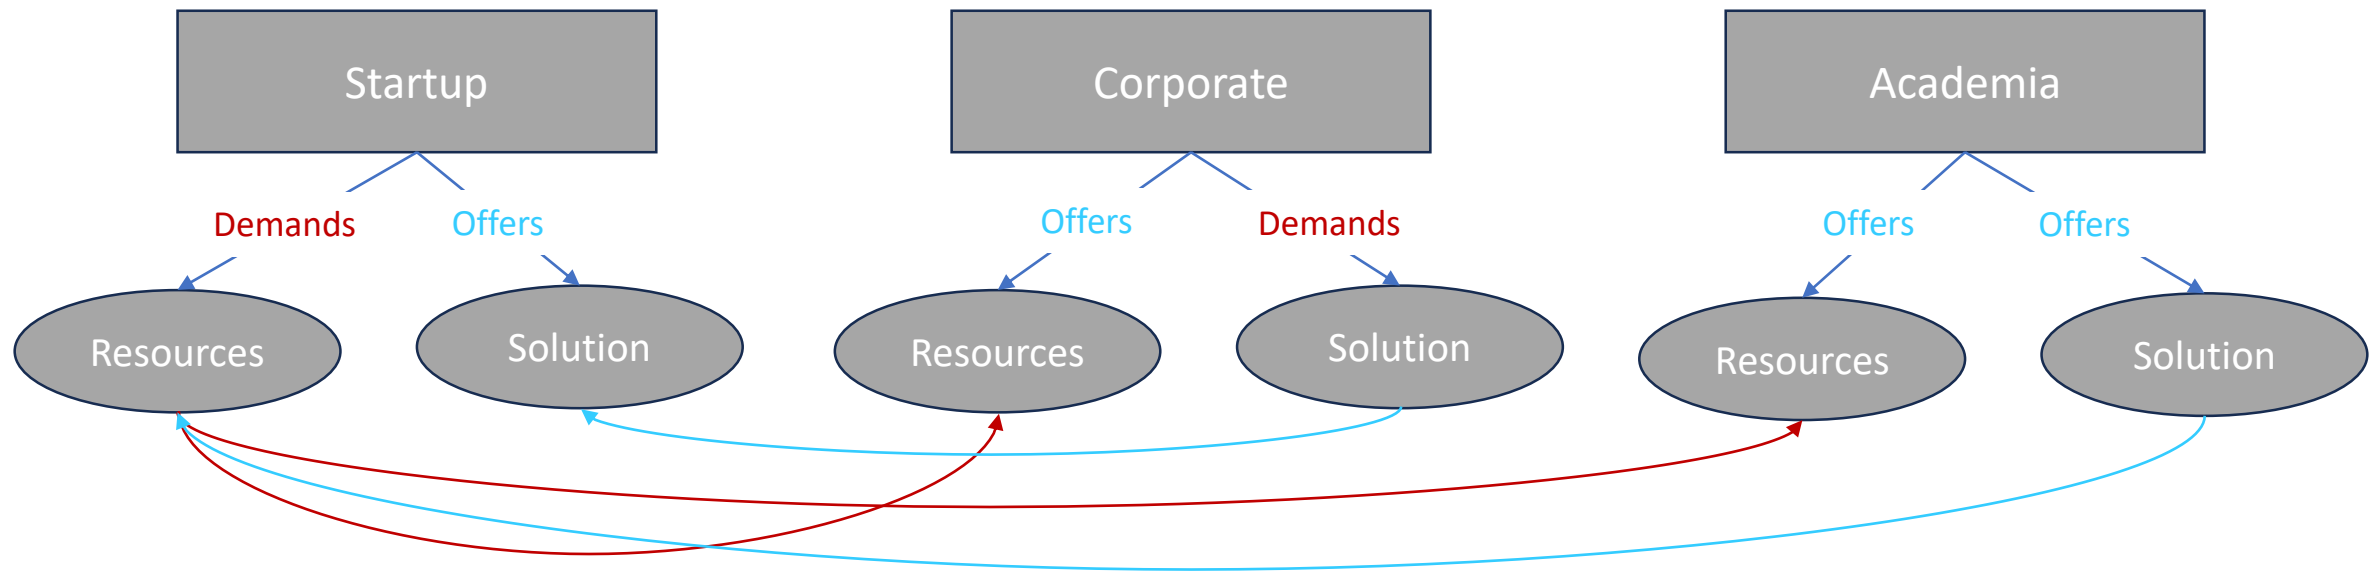 Startup
Corporate
Academia
Demands
Offers
Offers
Demands
Offers
Offers
Resources
Solution
Resources
Solution
Resources
Solution